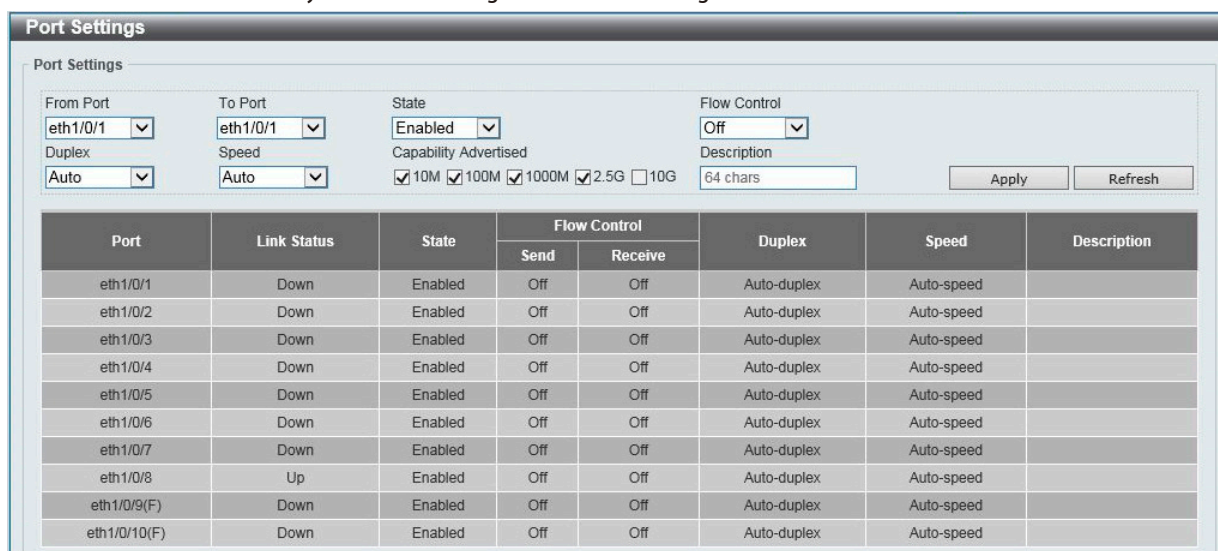 Port Settings
Port Settings
From Port To Port State Flow Control
eth1/0/1 eth1/0/1 Enabled Off
Duplex Speed Capability Advertised Description
Auto Auto 10M 100M 1000M 2.5G 10G 64 chars Apply Refresh
Port Link Status State Flow Control Duplex Speed Description
Send Receive
eth1/0/1 Down Enabled Off Off Auto-duplex Auto-speed
eth1/0/2 Down Enabled Off Off Auto-duplex Auto-speed
eth1/0/3 Down Enabled Off Off Auto-duplex Auto-speed
eth1/0/4 Down Enabled Off Off Auto-duplex Auto-speed
eth1/0/5 Down Enabled Off Off Auto-duplex Auto-speed
eth1/0/6 Down Enabled Off Off Auto-duplex Auto-speed
eth1/0/7 Down Enabled Off Off Auto-duplex Auto-speed
eth1/0/8 Up Enabled Off Off Auto-duplex Auto-speed
eth1/0/9(F) Down Enabled Off Off Auto-duplex Auto-speed
eth1/0/10(F) Down Enabled Off Off Auto-duplex Auto-speed